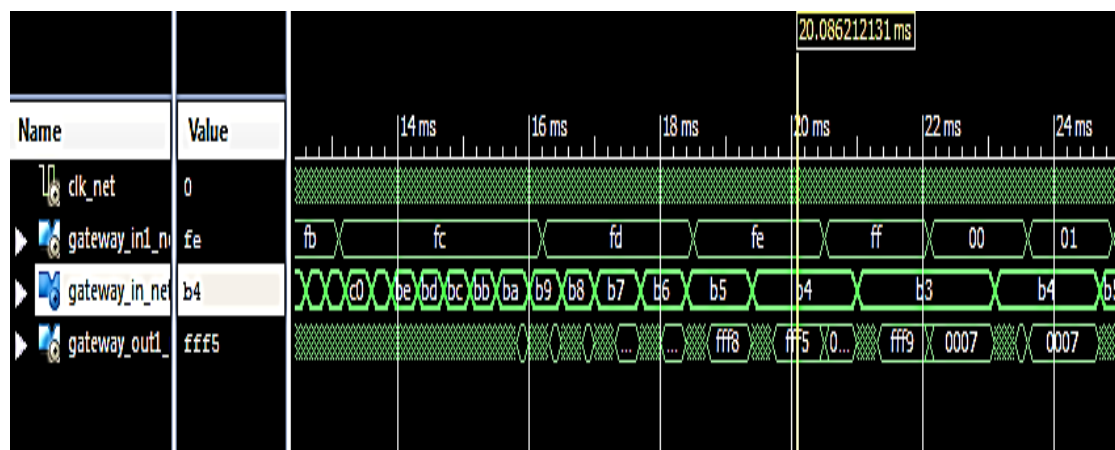 20.086212131 ms
Name Value 14 ms 16 ms 18 ms 20 ms 22 ms 24 ms
clk_net 0
gateway_in1_n fe fb fc fd fe ff 00 01
gateway_in_net b4 c0 be bd bc bb ba b9 b8 b7 b6 b5 b4 b3 b4
gateway_out1_ fff5 ... ... fff8 fff5 0... fff9 0007 0007